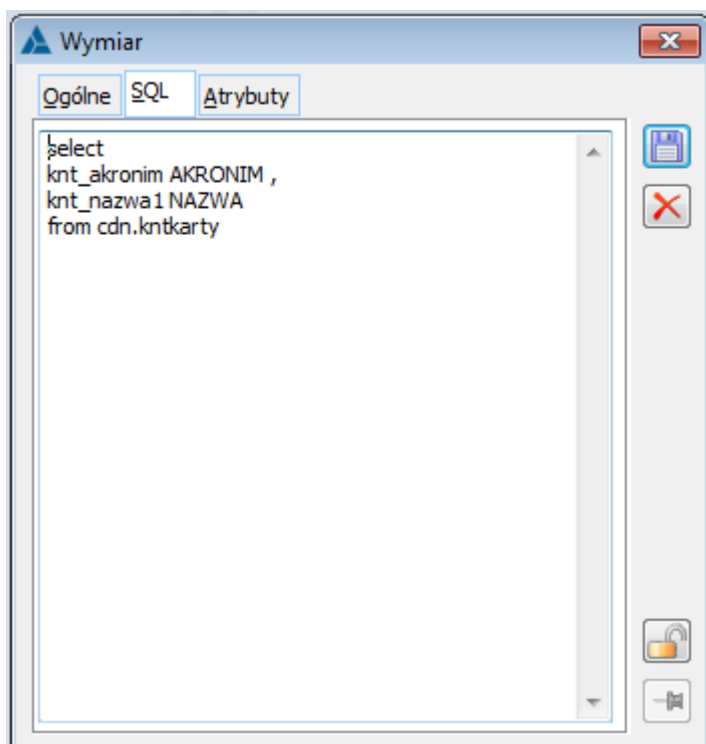 Wymiar
Ogólne SQL Atrybuty
select
knt_akronim AKRONIM ,
knt_nazwa1 NAZWA
from cdn.kntkarty